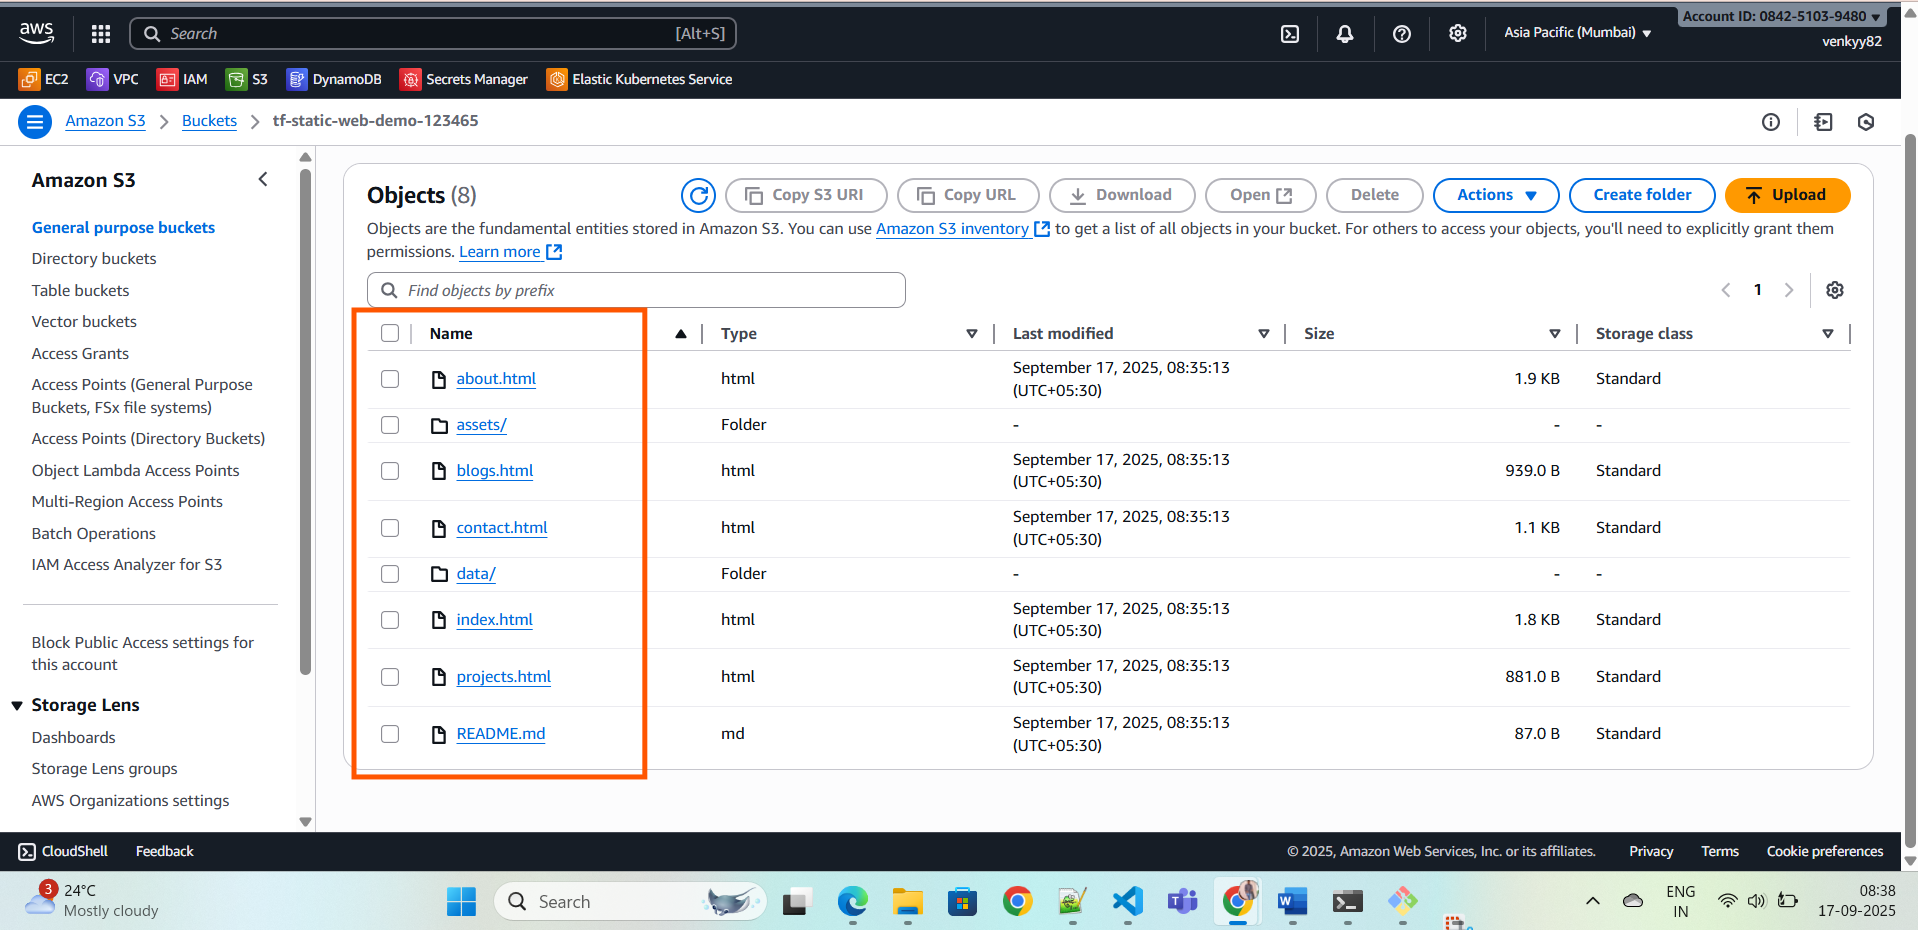 aws
Search [Alt+S]
Asia Pacific (Mumbai) ▼
Account ID: 0842-5103-9480 ▼
venkyy82
EC2 VPC IAM S3 DynamoDB Secrets Manager Elastic Kubernetes Service
Amazon S3 > Buckets > tf-static-web-demo-123465
Amazon S3
General purpose buckets
Directory buckets
Table buckets
Vector buckets
Access Grants
Access Points (General Purpose
Buckets, FSx file systems)
Access Points (Directory Buckets)
Object Lambda Access Points
Multi-Region Access Points
Batch Operations
IAM Access Analyzer for S3
Block Public Access settings for
this account
Storage Lens
Dashboards
Storage Lens groups
AWS Organizations settings
Objects (8)
Copy S3 URI Copy URL Download Open Delete Actions ▼ Create folder Upload
Objects are the fundamental entities stored in Amazon S3. You can use Amazon S3 inventory to get a list of all objects in your bucket. For others to access your objects, you'll need to explicitly grant them
permissions. Learn more
Find objects by prefix
1
Name Type Last modified Size Storage class
about.html html September 17, 2025, 08:35:13 (UTC+05:30) 1.9 KB Standard
assets/ Folder - - -
blogs.html html September 17, 2025, 08:35:13 (UTC+05:30) 939.0 B Standard
contact.html html September 17, 2025, 08:35:13 (UTC+05:30) 1.1 KB Standard
data/ Folder - - -
index.html html September 17, 2025, 08:35:13 (UTC+05:30) 1.8 KB Standard
projects.html html September 17, 2025, 08:35:13 (UTC+05:30) 881.0 B Standard
README.md md September 17, 2025, 08:35:13 (UTC+05:30) 87.0 B Standard
CloudShell Feedback
© 2025, Amazon Web Services, Inc. or its affiliates. Privacy Terms Cookie preferences
3
24°C
Mostly cloudy
Search
ENG
IN
08:38
17-09-2025